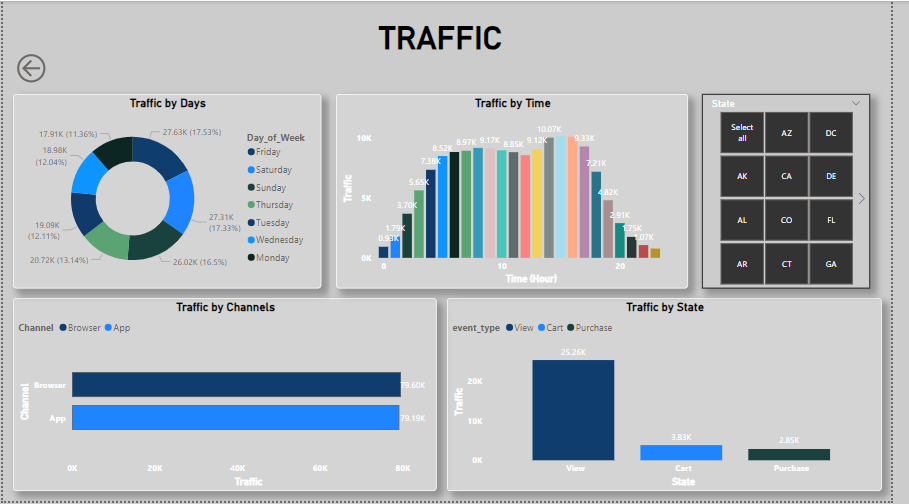 TRAFFIC
Traffic by Days
17.91K (11.36%)
27.63K (17.53%)
18.98K
(12.04%)
19.09K
(12.11%)
27.31K
(17.33%)
20.72K (13.14%)
26.02K (16.5%)
Day_of_Week
Friday
Saturday
Sunday
Thursday
Tuesday
Wednesday
Monday
Traffic by Time
Traffic
10K
5K
0K
0.93K
1.79K
3.70K
5.65K
7.38K
8.52K
8.97K
9.17K
8.85K
9.12K
10.07K
9.33K
7.21K
4.82K
2.91K
1.75K
1.07K
0
10
20
Time (Hour)
State
Select
all
AZ
DC
AK
CA
DE
AL
CO
FL
AR
CT
GA
Traffic by Channels
Channel
Browser
App
Channel
Browser
79.60K
App
79.19K
0K
20K
40K
60K
80K
Traffic
Traffic by State
event_type
View
Cart
Purchase
Traffic
20K
10K
0K
25.26K
3.83K
2.85K
View
Cart
Purchase
State